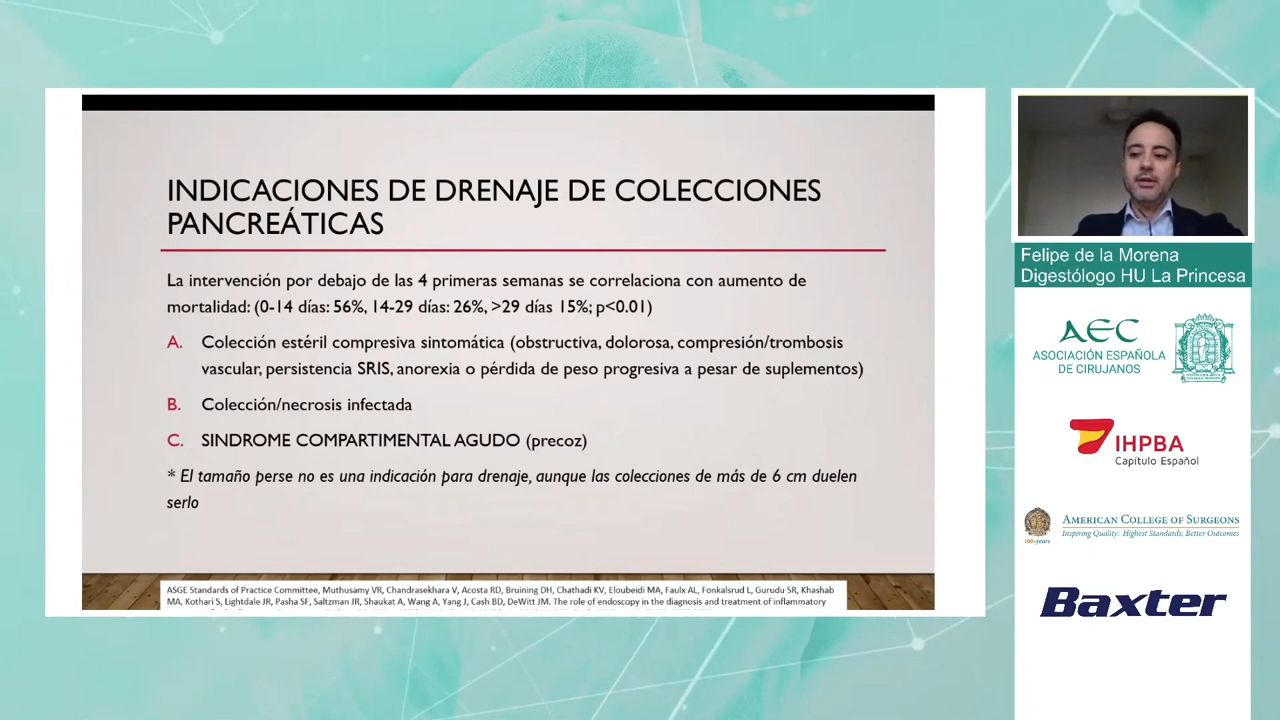 INDICACIONES DE DRENAJE DE COLECCIONES
PANCREÁTICAS
La intervención por debajo de las 4 primeras semanas se correlaciona con aumento de
mortalidad: (0-14 días: 56%, 14-29 días: 26%, >29 días 15%; p<0.01)
A. Colección estéril compresiva sintomática (obstructiva, dolorosa, compresión/trombosis
vascular, persistencia SRIS, anorexia o pérdida de peso progresiva a pesar de suplementos)
B. Colección/necrosis infectada
C. SINDROME COMPARTIMENTAL AGUDO (precoz)
* El tamaño perse no es una indicación para drenaje, aunque las colecciones de más de 6 cm duelen
serlo
ASGE Standards of Practice Committee, Muthusamy VR, Chandrasekhara V, Acosta RD, Bruining DH, Chathadi KV, Eloubeidi MA, Faulx AL, Fonkalsrud L, Gurudu SR, Khashab
MA, Kothari S, Lightdale JR, Pasha SF, Saltzman JR, Shaukat A, Wang A, Yang J, Cash BD, DeWitt JM. The role of endoscopy in the diagnosis and treatment of inflammatory
Felipe de la Morena
Digestólogo HU La Princesa
AEC
ASOCIACIÓN ESPAÑOLA
DE CIRUJANOS
IHPBA
Capítulo Español
AMERICAN COLLEGE OF SURGEONS
Inspiring Quality: Highest Standards, Better Outcomes
100+years
Baxter